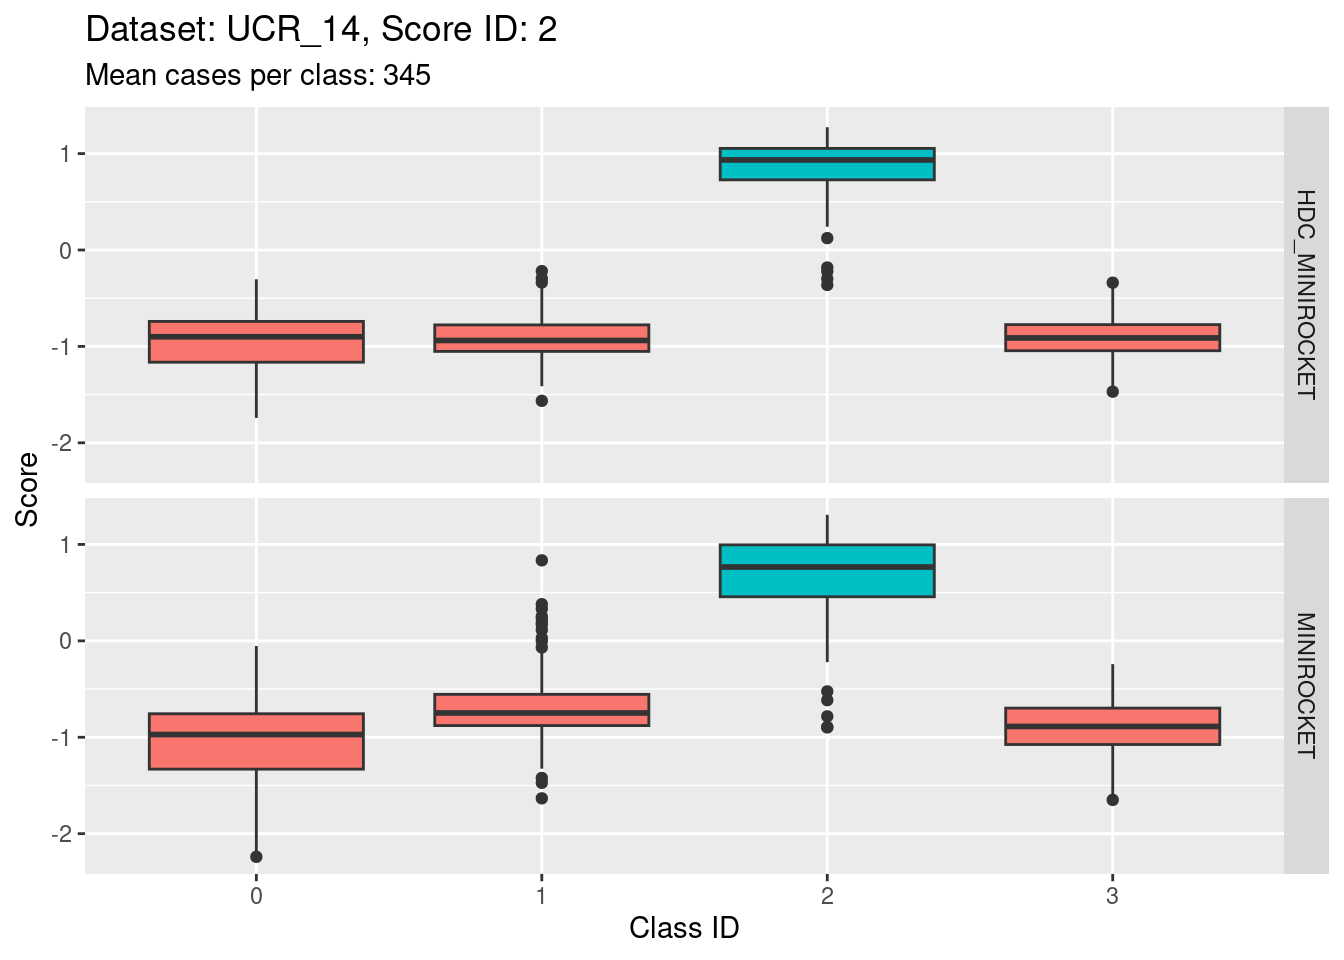 Dataset: UCR_14, Score ID: 2
Mean cases per class: 345
Score
1
0
-1
-2
HDC_MINIROCKET
1
0
-1
-2
MINIROCKET
0 1 2 3
Class ID